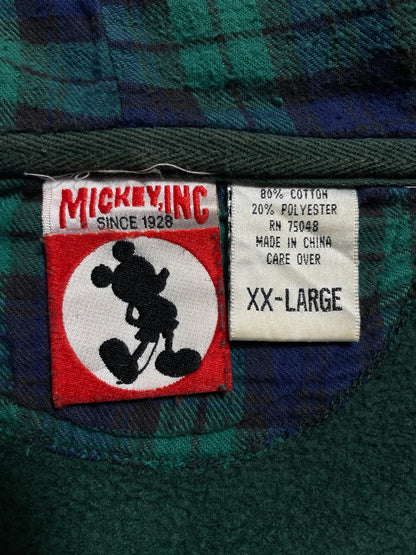 MICKEY, INC
SINCE 1928
80% COTTON
20% POLYESTER
RN 75048
MADE IN CHINA
CARE OVER
XX-LARGE